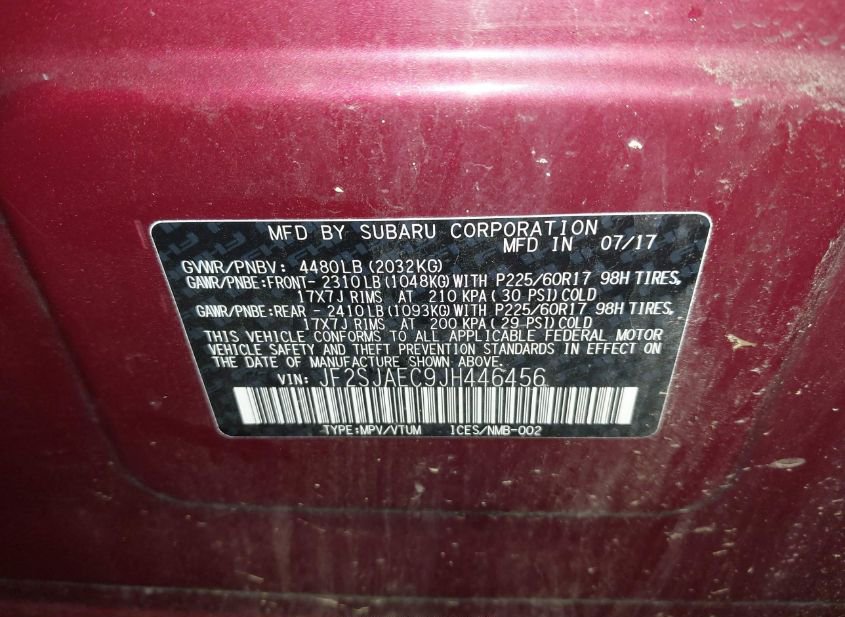 MFD BY SUBARU CORPORATION
MFD IN 07/17
GVWR/PNBV: 4480LB(2032KG)
GAWR/PNBE:FRONT- 2310LB(1048KG)WITH P225/60R17 98H TIRES,
17X7J RIMS AT 210 KPA( 30 PSI)COLD
GAWR/PNBE:REAR - 2410LB(1093KG)WITH P225/60R17 98H TIRES,
17X7J RIMS AT 200 KPA( 29 PSI)COLD
THIS VEHICLE CONFORMS TO ALL APPLICABLE FEDERAL MOTOR
VEHICLE SAFETY AND THEFT PREVENTION STANDARDS IN EFFECT ON
THE DATE OF MANUFACTURE SHOWN ABOVE.
VIN: JF2SJAEC9JH446456
TYPE:MPV/VTUM ICES/NMB-002